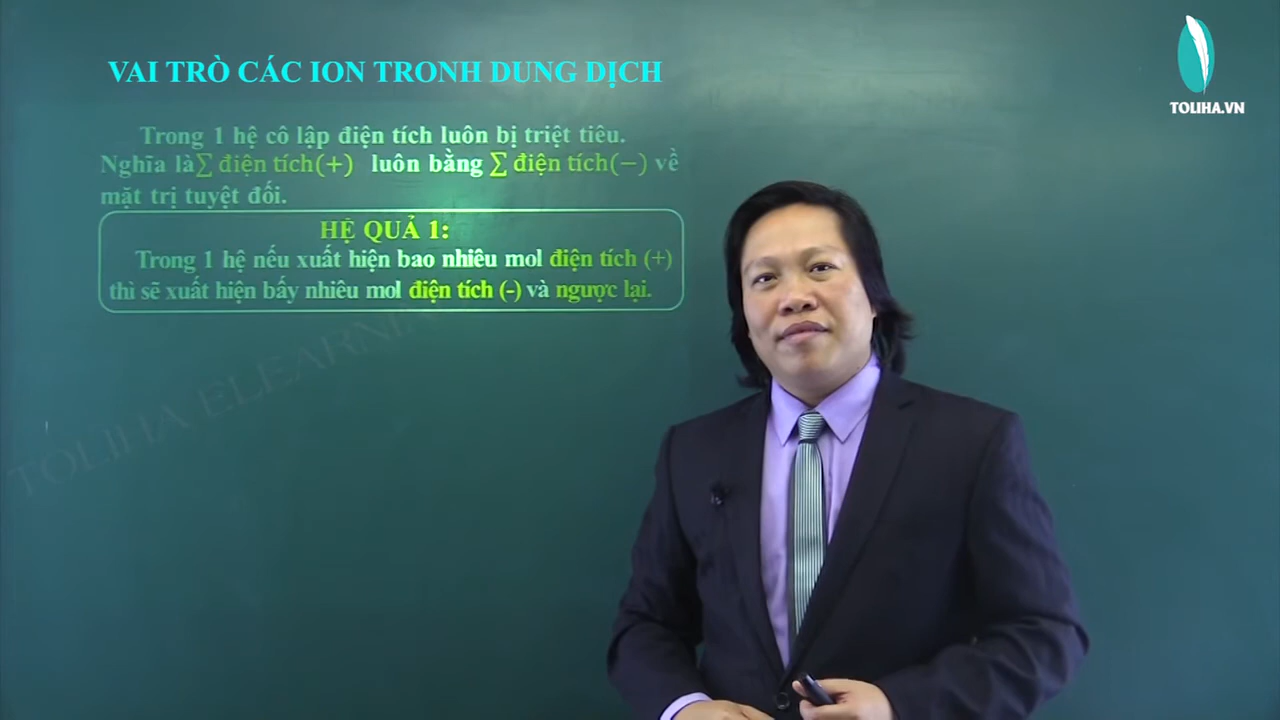 VAI TRÒ CÁC ION TRONH DUNG DỊCH
TOLIHA.VN
Trong 1 hệ cô lập điện tích luôn bị triệt tiêu.
Nghĩa là∑ điện tích(+) luôn bằng ∑ điện tích(−) về
mặt trị tuyệt đối.
HỆ QUẢ 1:
Trong 1 hệ nếu xuất hiện bao nhiêu mol điện tích (+)
thì sẽ xuất hiện bấy nhiêu mol điện tích (-) và ngược lại.
TOLIHA